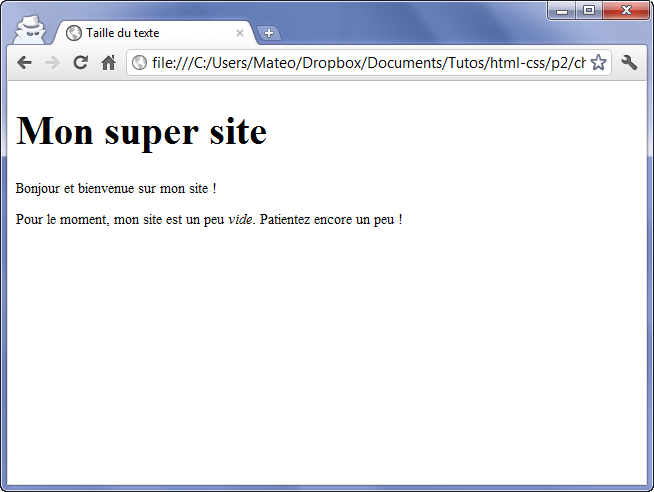 Taille du texte
file:///C:/Users/Mateo/Dropbox/Documents/Tutos/html-css/p2/ch
Mon super site
Bonjour et bienvenue sur mon site !
Pour le moment, mon site est un peu vide. Patientez encore un peu !